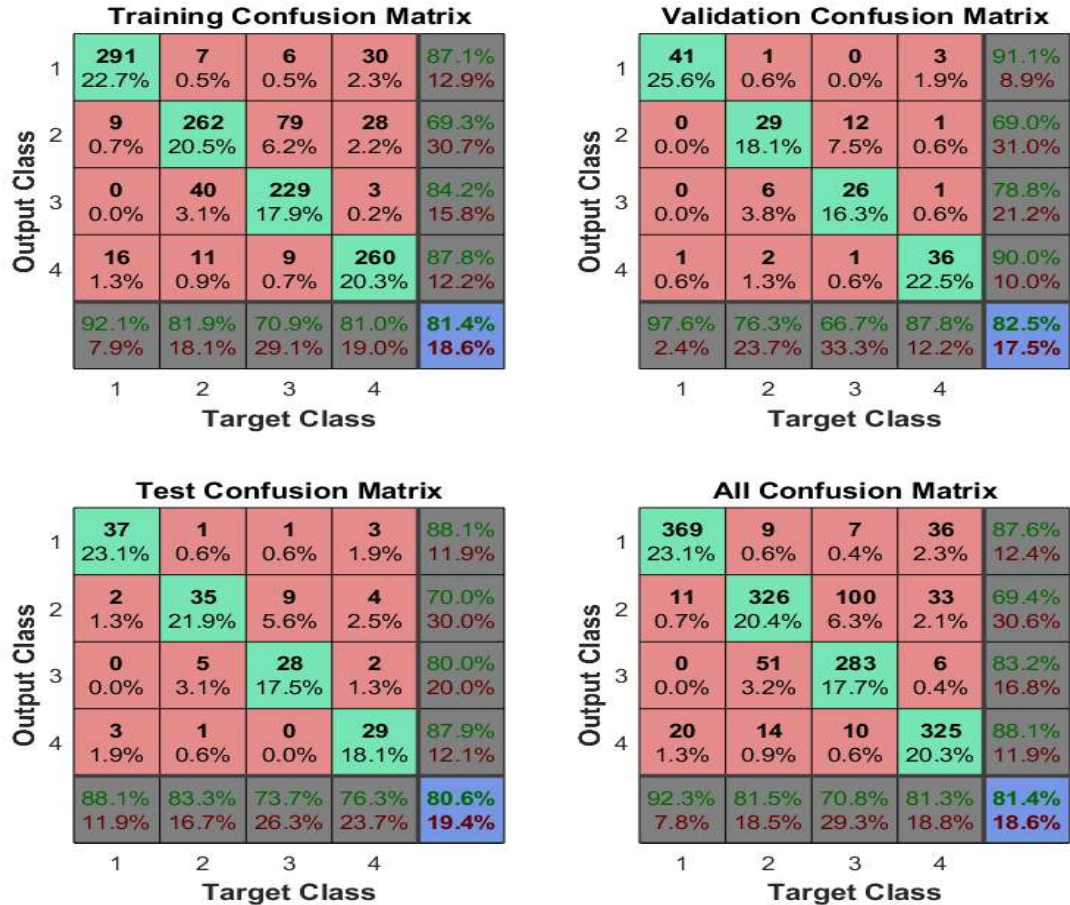 Training Confusion Matrix
Output Class
1
291 7 6 30 87.1%
22.7% 0.5% 0.5% 2.3% 12.9%
2
9 262 79 28 69.3%
0.7% 20.5% 6.2% 2.2% 30.7%
3
0 40 229 3 84.2%
0.0% 3.1% 17.9% 0.2% 15.8%
4
16 11 9 260 87.8%
1.3% 0.9% 0.7% 20.3% 12.2%
92.1% 81.9% 70.9% 81.0% 81.4%
7.9% 18.1% 29.1% 19.0% 18.6%
1 2 3 4
Target Class
Validation Confusion Matrix
Output Class
1
41 1 0 3 91.1%
25.6% 0.6% 0.0% 1.9% 8.9%
2
0 29 12 1 69.0%
0.0% 18.1% 7.5% 0.6% 31.0%
3
0 6 26 1 78.8%
0.0% 3.8% 16.3% 0.6% 21.2%
4
1 2 1 36 90.0%
0.6% 1.3% 0.6% 22.5% 10.0%
97.6% 76.3% 66.7% 87.8% 82.5%
2.4% 23.7% 33.3% 12.2% 17.5%
1 2 3 4
Target Class
Test Confusion Matrix
Output Class
1
37 1 1 3 88.1%
23.1% 0.6% 0.6% 1.9% 11.9%
2
2 35 9 4 70.0%
1.3% 21.9% 5.6% 2.5% 30.0%
3
0 5 28 2 80.0%
0.0% 3.1% 17.5% 1.3% 20.0%
4
3 1 0 29 87.9%
1.9% 0.6% 0.0% 18.1% 12.1%
88.1% 83.3% 73.7% 76.3% 80.6%
11.9% 16.7% 26.3% 23.7% 19.4%
1 2 3 4
Target Class
All Confusion Matrix
Output Class
1
369 9 7 36 87.6%
23.1% 0.6% 0.4% 2.3% 12.4%
2
11 326 100 33 69.4%
0.7% 20.4% 6.3% 2.1% 30.6%
3
0 51 283 6 83.2%
0.0% 3.2% 17.7% 0.4% 16.8%
4
20 14 10 325 88.1%
1.3% 0.9% 0.6% 20.3% 11.9%
92.3% 81.5% 70.8% 81.3% 81.4%
7.8% 18.5% 29.3% 18.8% 18.6%
1 2 3 4
Target Class